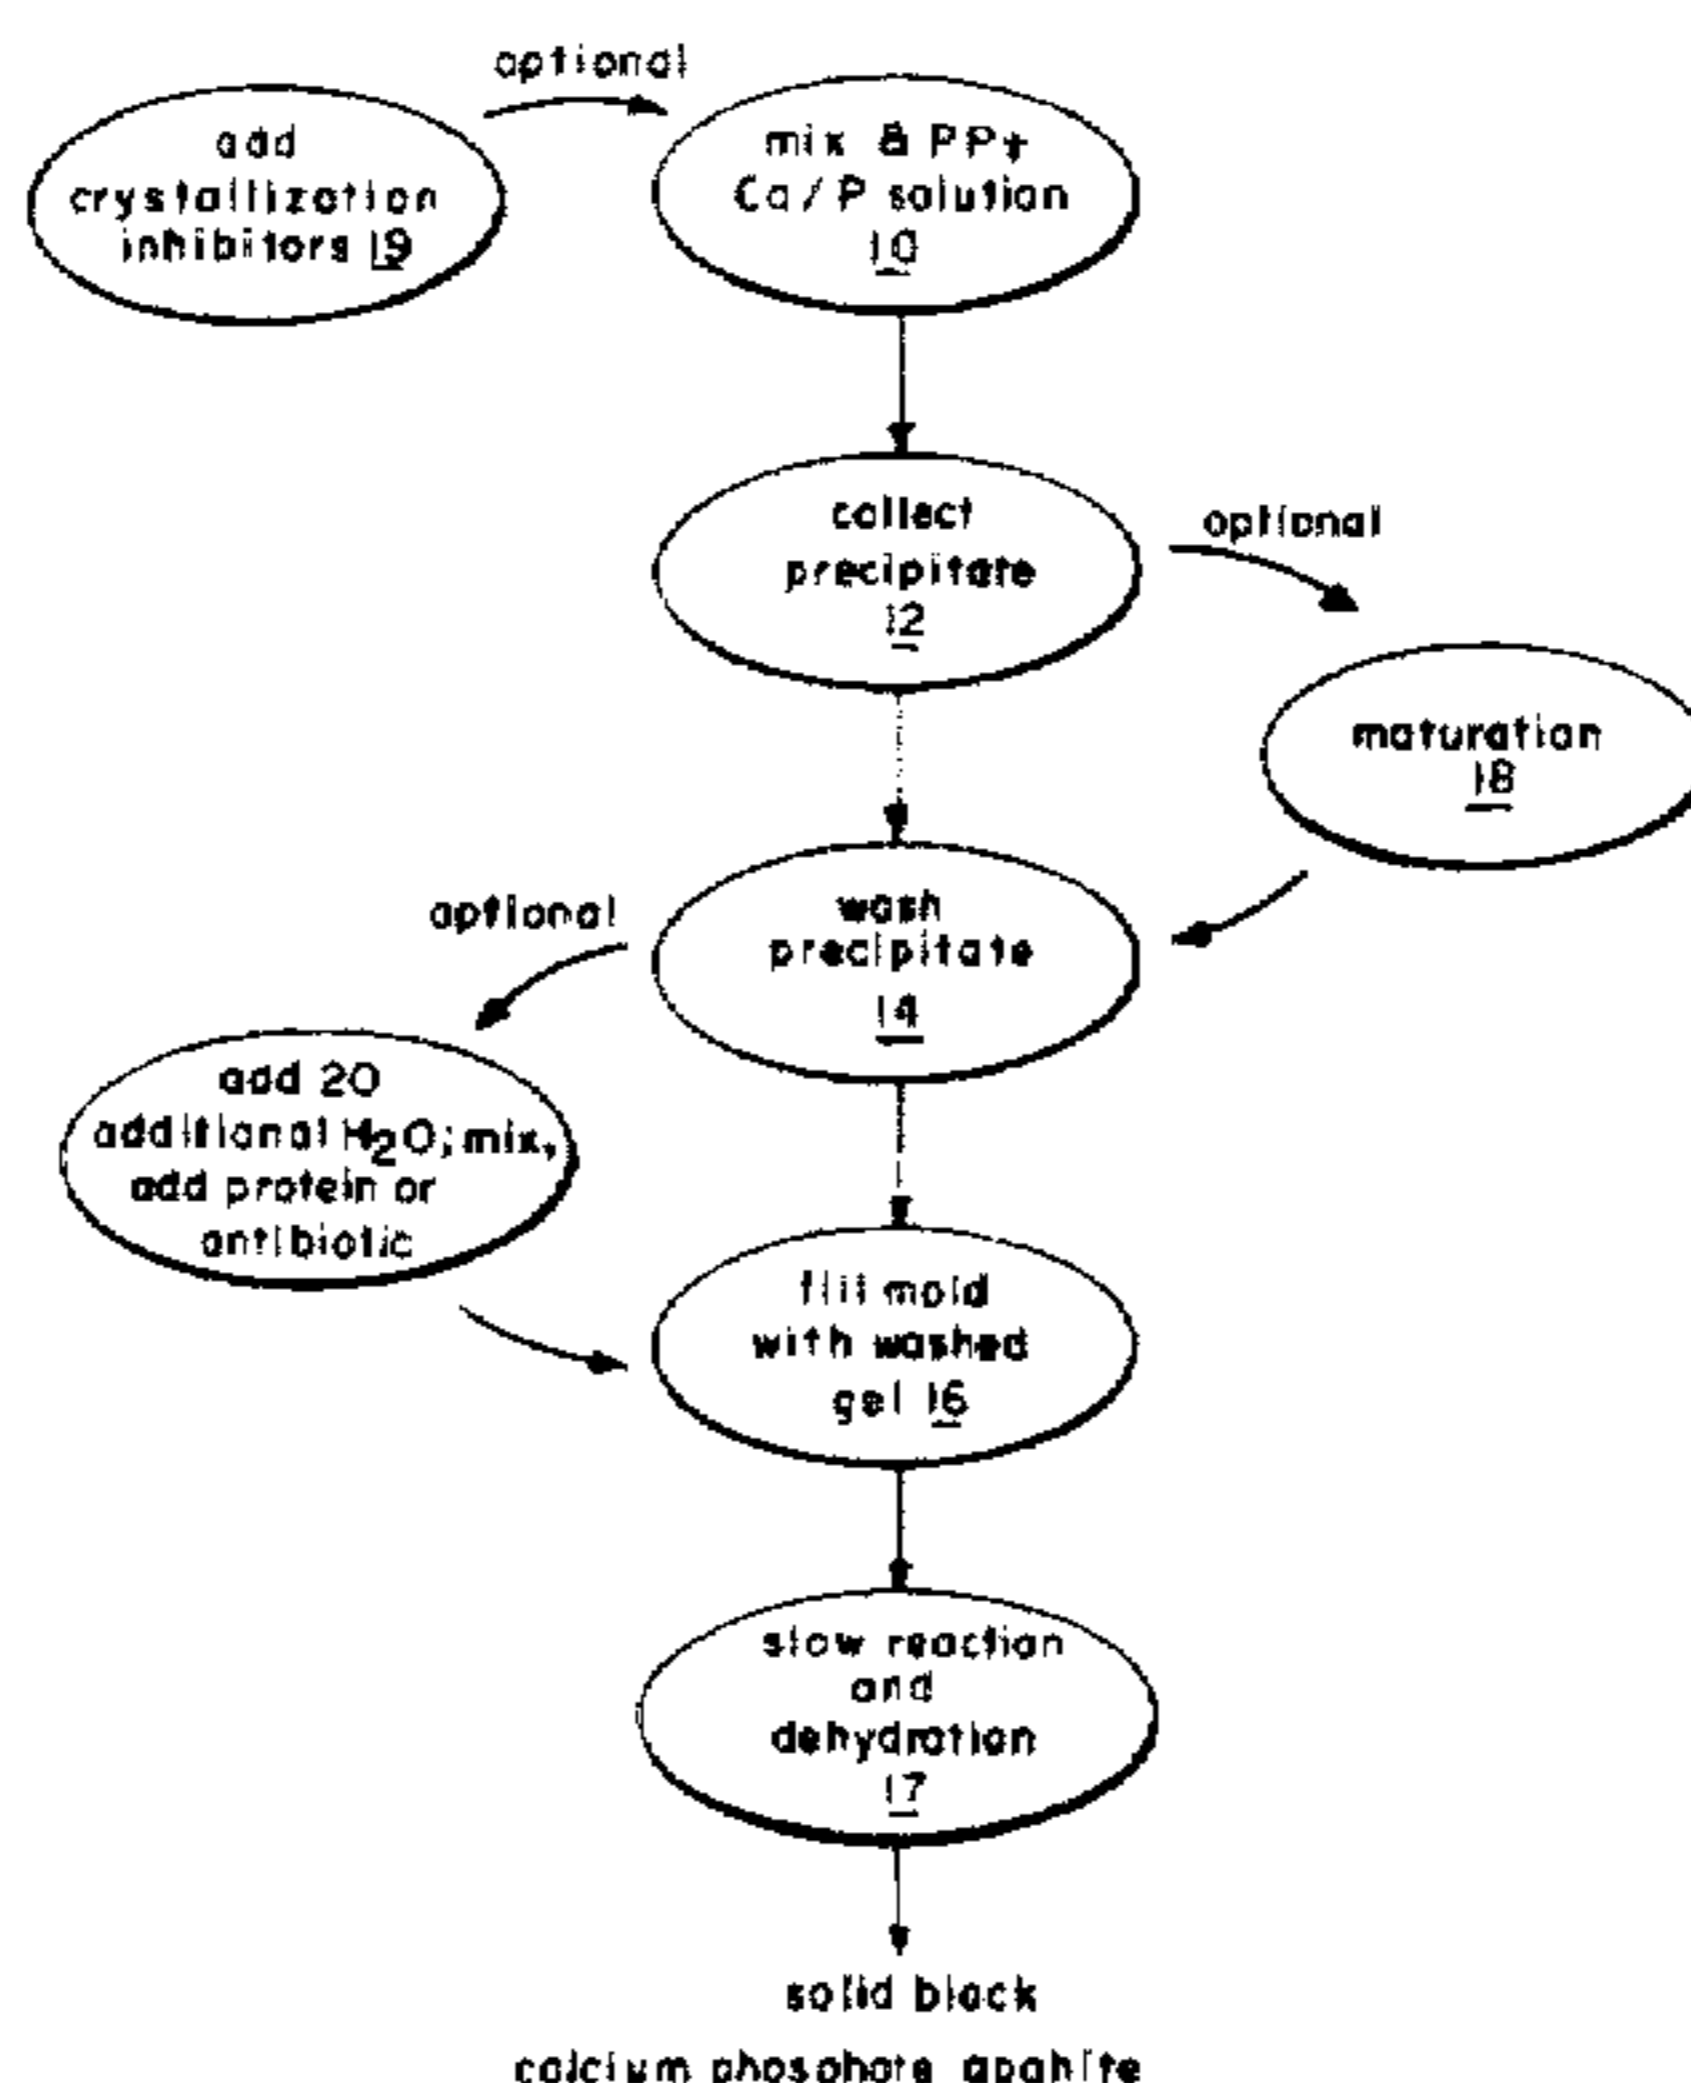 optional
add
crystallization
inhibitors 19
mix & PPt
Ca/P solution
10
collect
precipitate
12
optional
maturation
18
optional
wash
precipitate
14
add 20
additional H₂O; mix,
add protein or
antibiotic
fill mold
with washed
gel 16
slow reaction
and
dehydration
17
solid block
calcium phosphate apahite